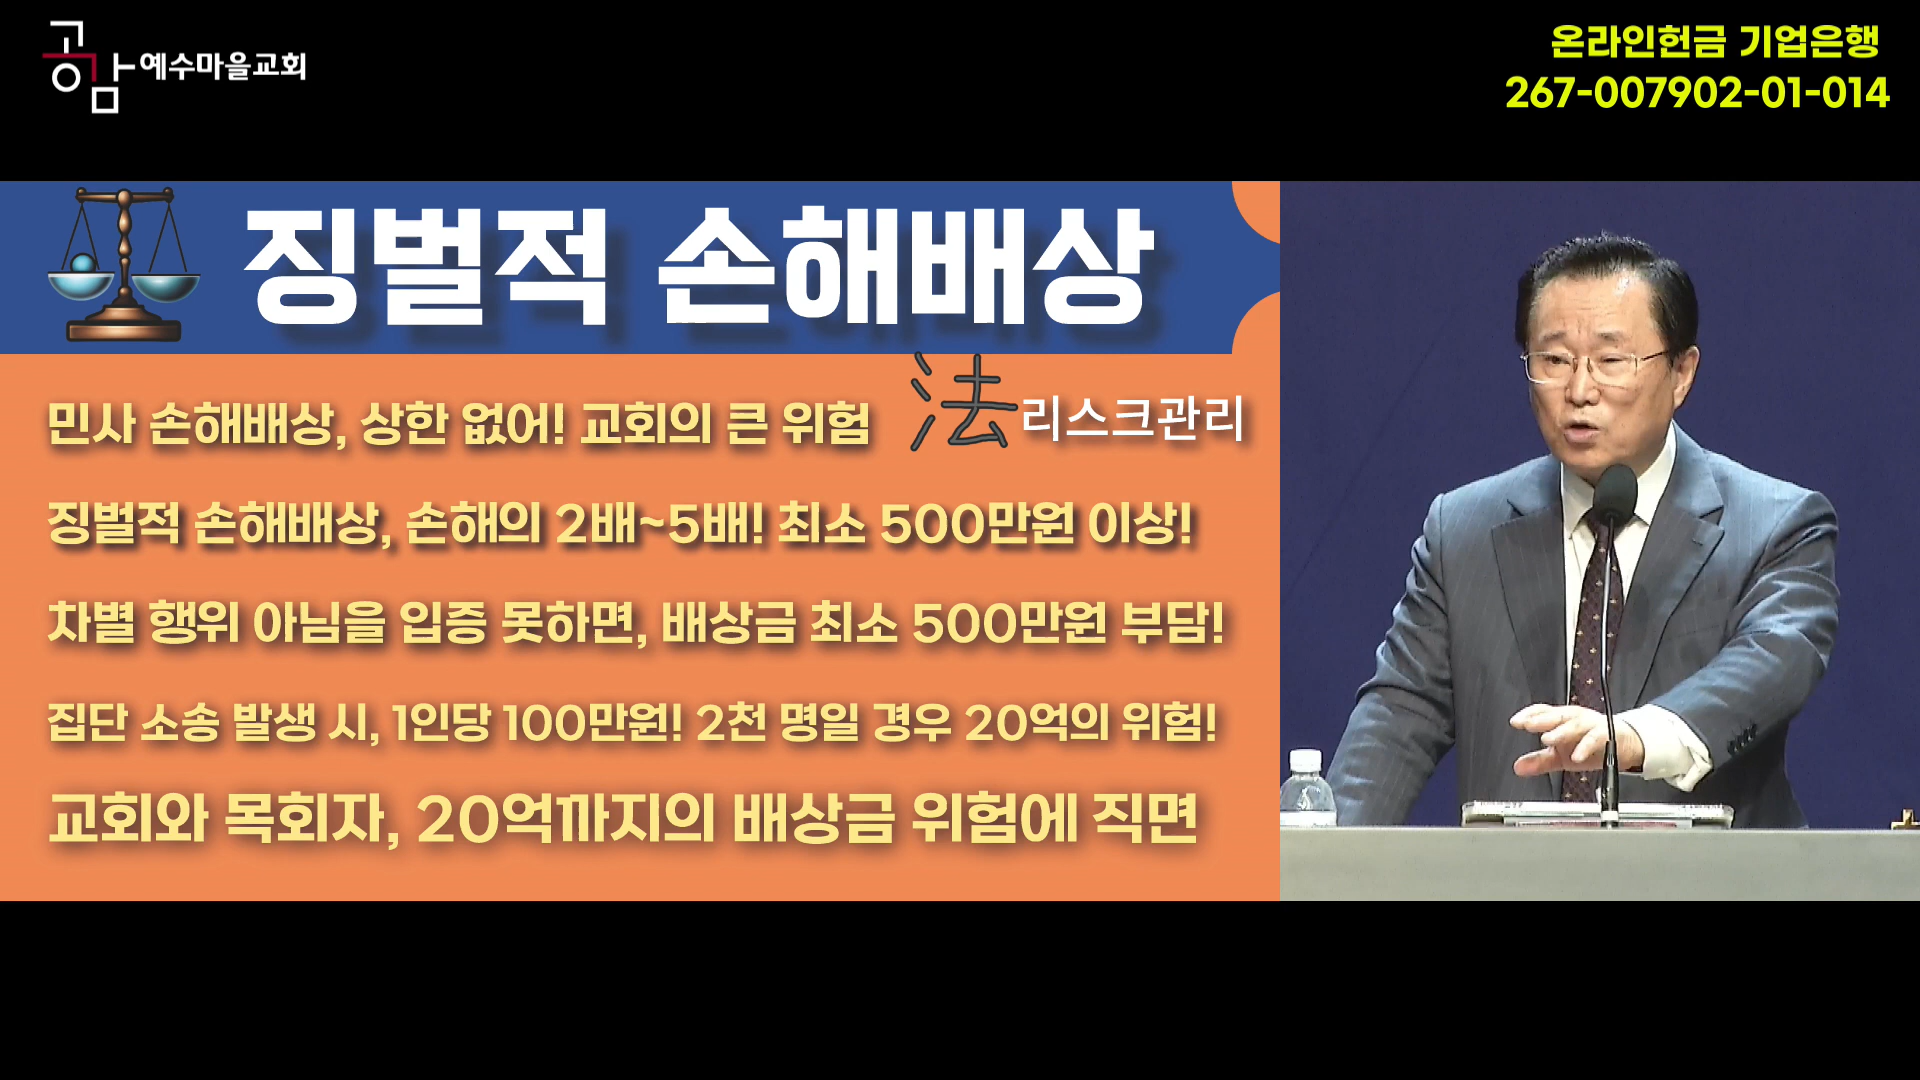 공감 예수마을교회
온라인헌금 기업은행
267-007902-01-014
징벌적 손해배상
민사 손해배상, 상한 없어! 교회의 큰 위험
法리스크관리
징벌적 손해배상, 손해의 2배~5배! 최소 500만원 이상!
차별 행위 아님을 입증 못하면, 배상금 최소 500만원 부담!
집단 소송 발생 시, 1인당 100만원! 2천 명일 경우 20억의 위험!
교회와 목회자, 20억까지의 배상금 위험에 직면